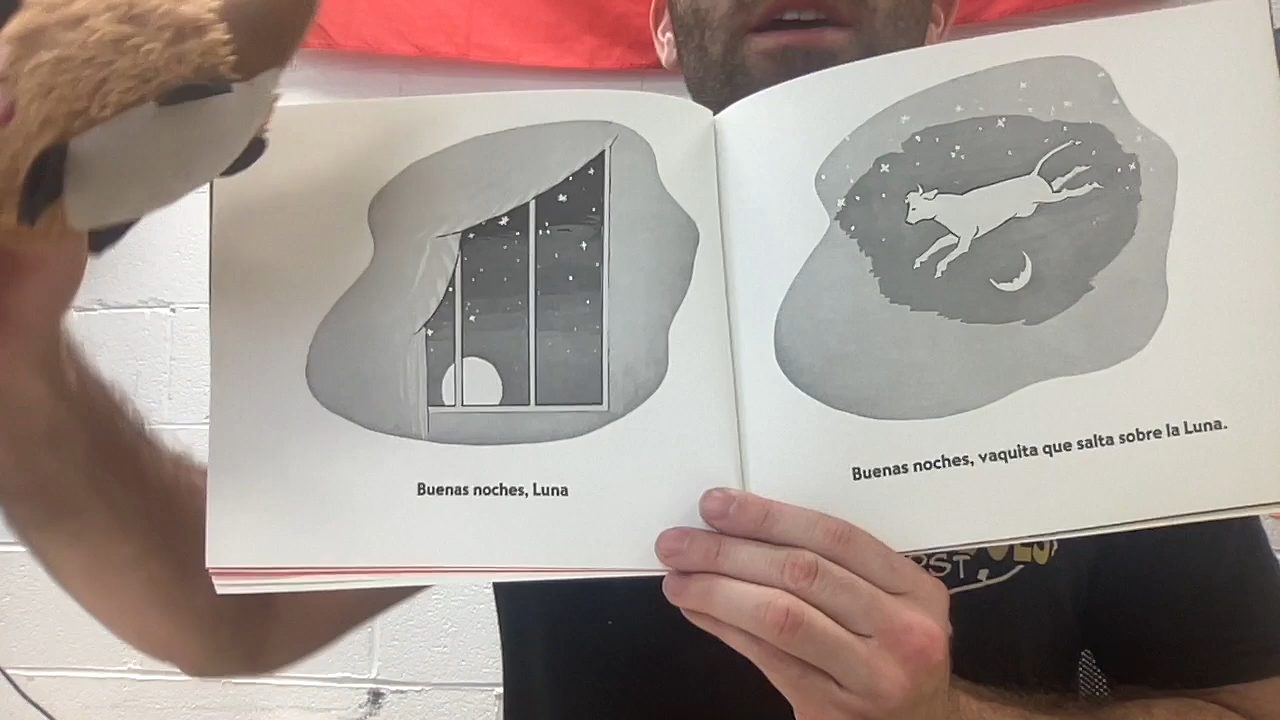 Buenas noches, Luna
Buenas noches, vaquita que salta sobre la Luna.